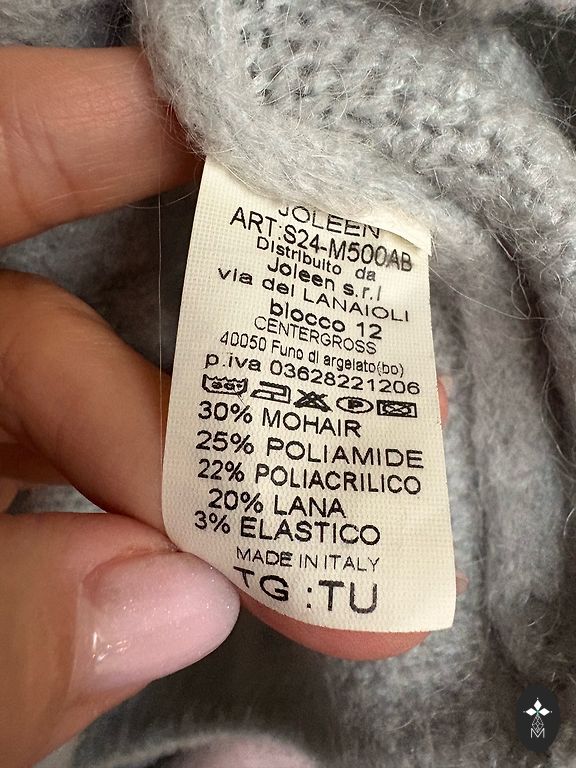 JOLEEN
ART:S24-M500AB
Distribuito da
Joleen s.r.l
via dei LANAIOLI
blocco 12
CENTERGROSS
40050 Funo di argelato(bo)
p.iva 03628221206
P
30% MOHAIR
25% POLIAMIDE
22% POLIACRILICO
20% LANA
3% ELASTICO
MADE IN ITALY
TG :TU
M